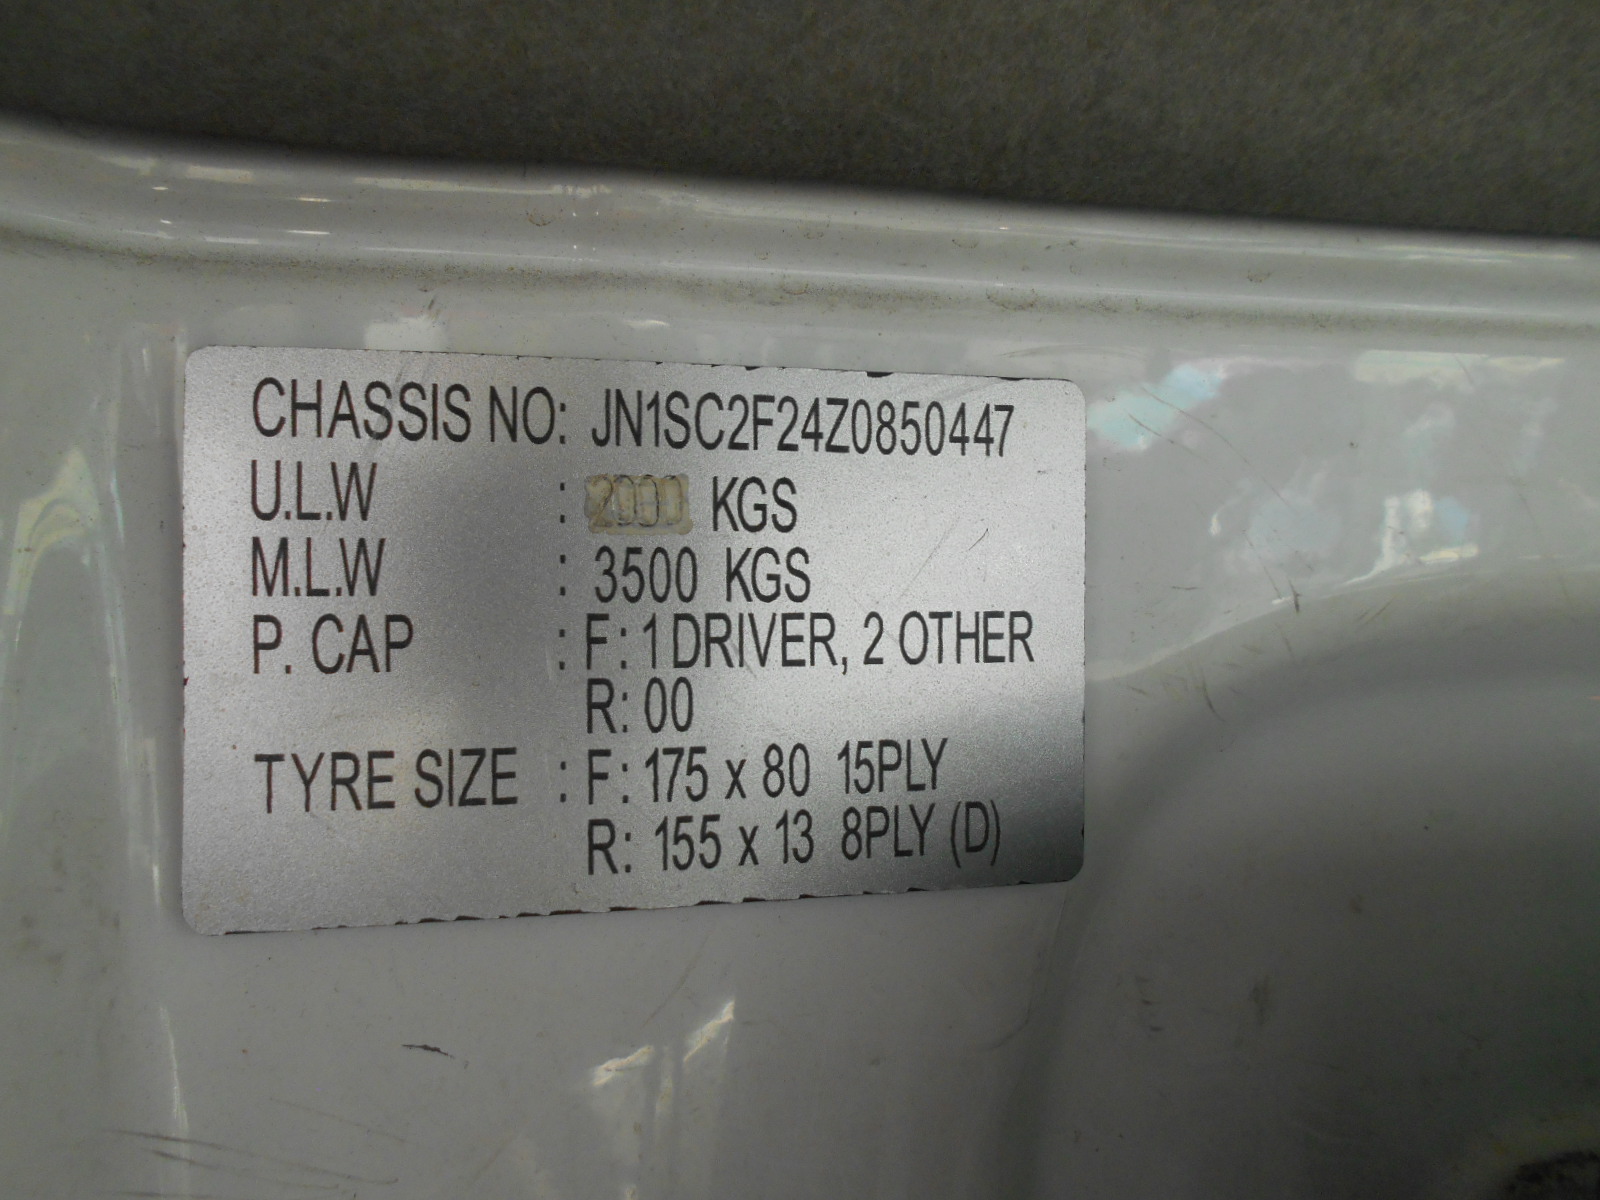 CHASSIS NO: JN1SC2F24Z0850447
U.L.W : 2000 KGS
M.L.W : 3500 KGS
P. CAP : F: 1 DRIVER, 2 OTHER
R: 00
TYRE SIZE : F: 175 x 80 15PLY
R: 155 x 13 8PLY (D)